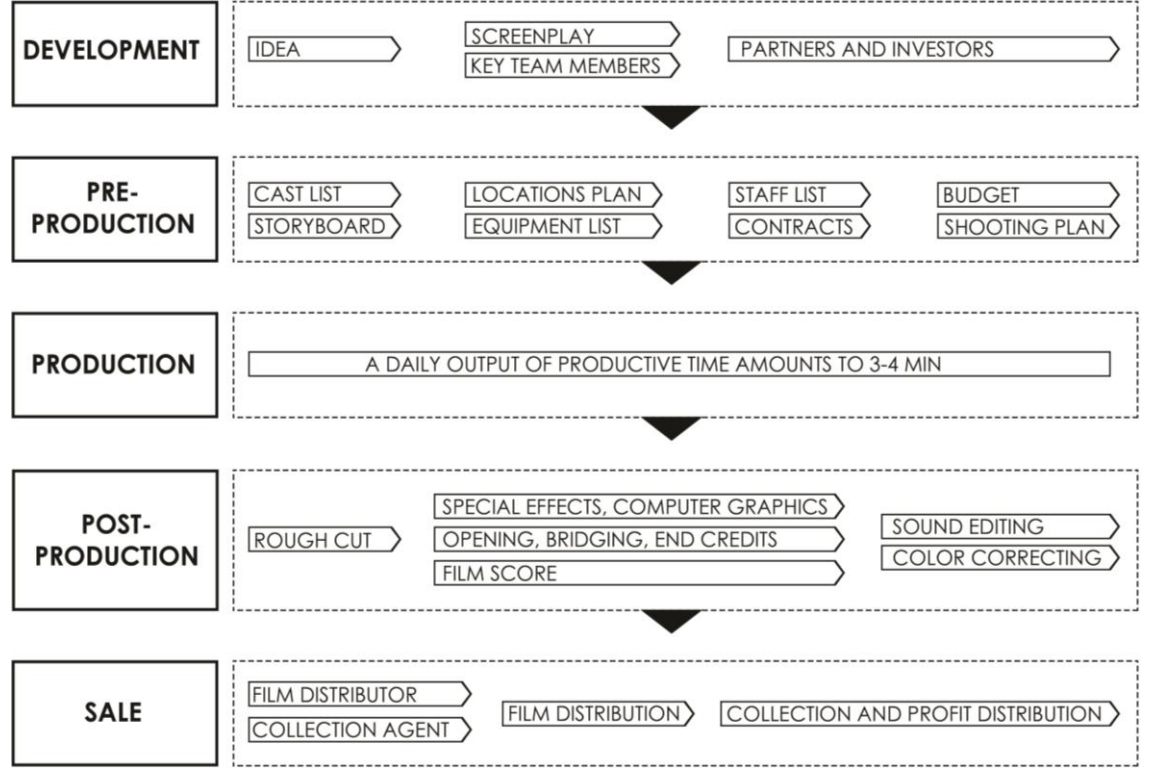 DEVELOPMENT
IDEA
SCREENPLAY
KEY TEAM MEMBERS
PARTNERS AND INVESTORS
PRE-
PRODUCTION
CAST LIST
STORYBOARD
LOCATIONS PLAN
EQUIPMENT LIST
STAFF LIST
CONTRACTS
BUDGET
SHOOTING PLAN
PRODUCTION
A DAILY OUTPUT OF PRODUCTIVE TIME AMOUNTS TO 3-4 MIN
POST-
PRODUCTION
ROUGH CUT
SPECIAL EFFECTS, COMPUTER GRAPHICS
OPENING, BRIDGING, END CREDITS
FILM SCORE
SOUND EDITING
COLOR CORRECTING
SALE
FILM DISTRIBUTOR
COLLECTION AGENT
FILM DISTRIBUTION
COLLECTION AND PROFIT DISTRIBUTION